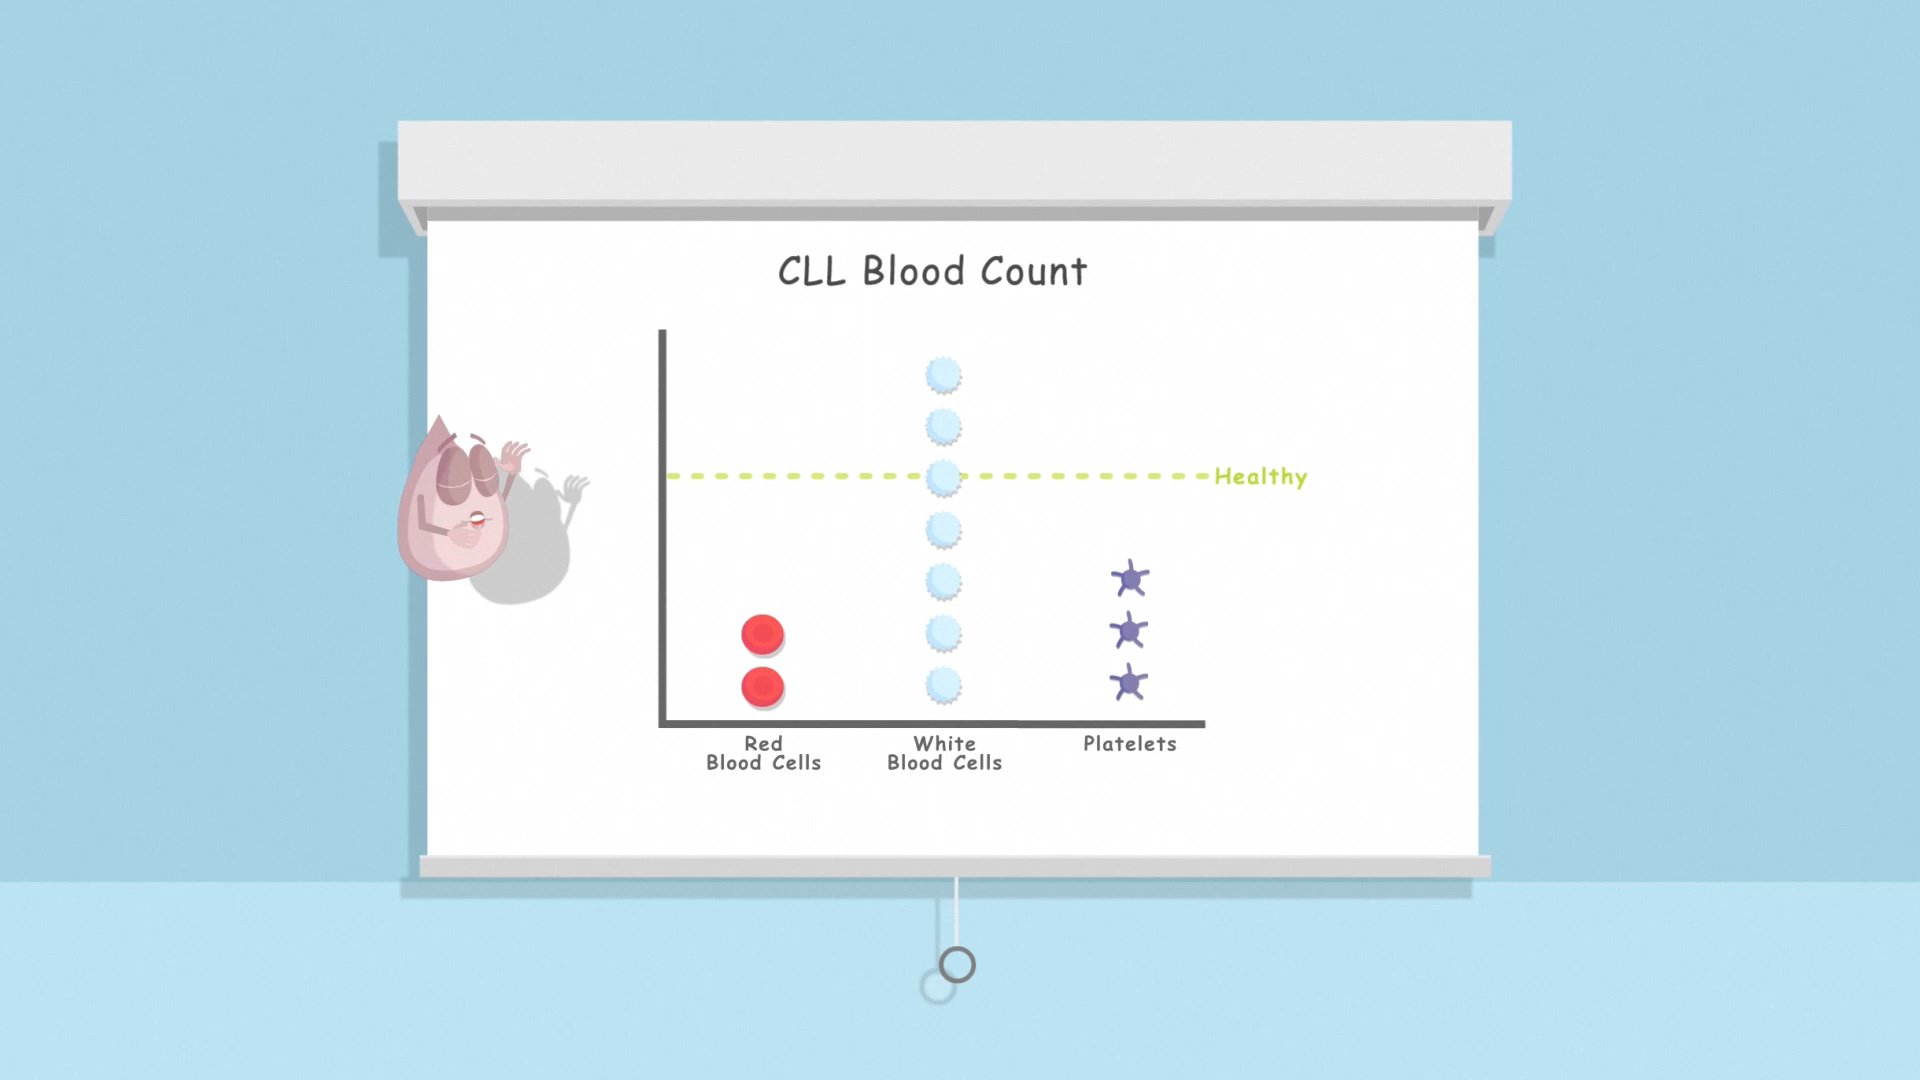 CLL Blood Count
Healthy
Red
Blood Cells
White
Blood Cells
Platelets